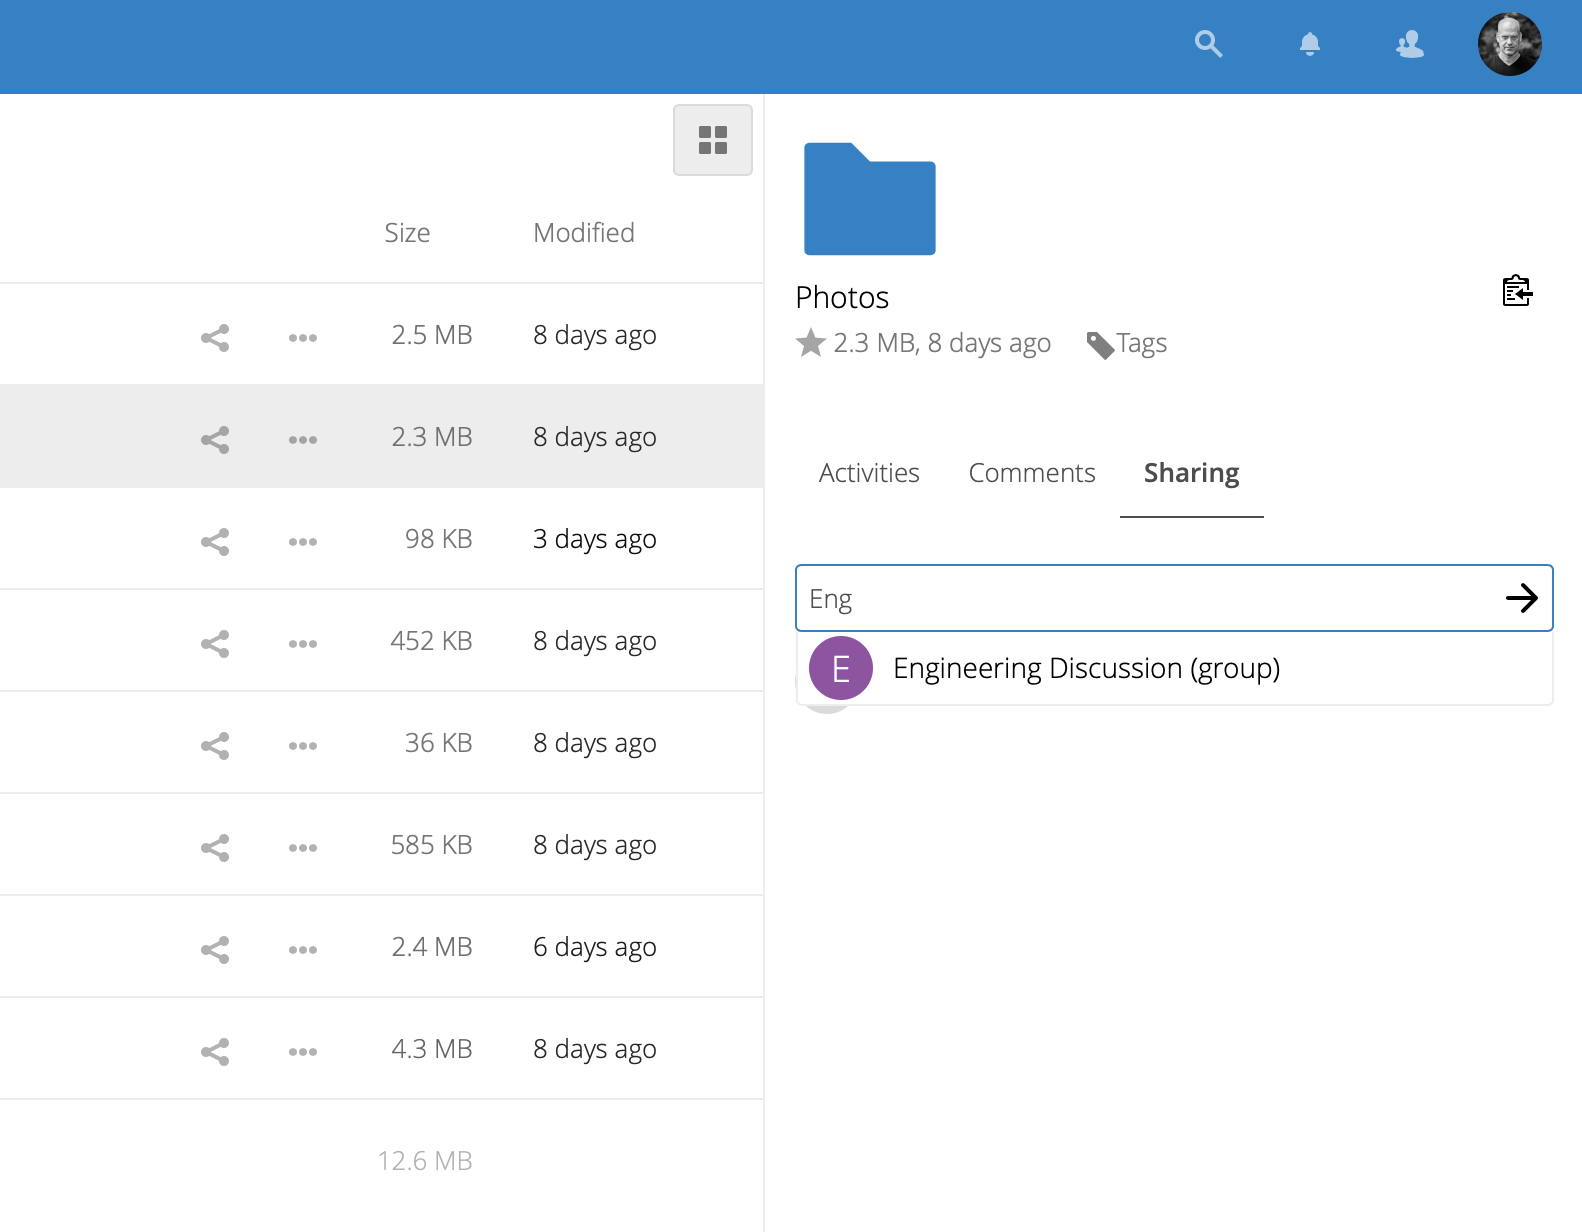 Size Modified
2.5 MB 8 days ago
2.3 MB 8 days ago
98 KB 3 days ago
452 KB 8 days ago
36 KB 8 days ago
585 KB 8 days ago
2.4 MB 6 days ago
4.3 MB 8 days ago
12.6 MB
Photos
2.3 MB, 8 days ago Tags
Activities Comments Sharing
Eng
E Engineering Discussion (group)